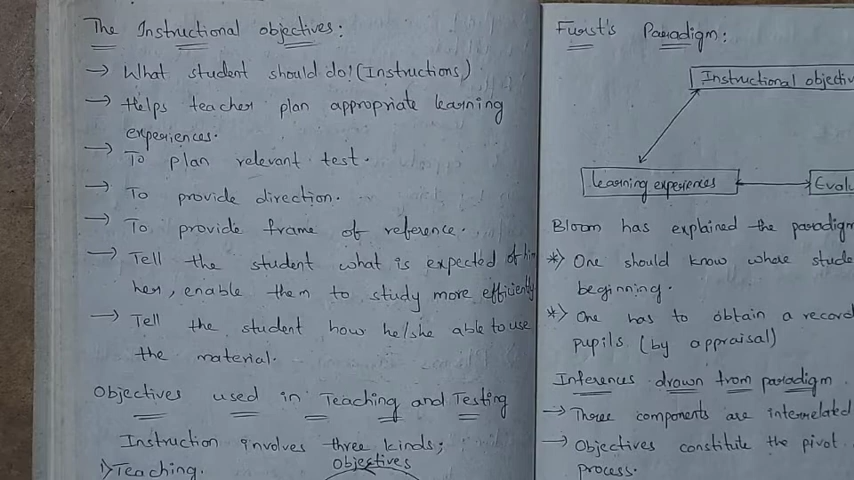 The Instructional objectives:
→ What student should do! (Instructions)
→ Helps teacher plan appropriate learning
experiences.
→ To plan relevant test.
→ To provide direction.
→ To provide frame of reference.
→ Tell the student what is expected of him
her, enable them to study more efficiently
→ Tell the student how he/she able to use
the material.
Objectives used in Teaching and Testing
Instruction involves three kinds;
Objectives
1) Teaching.
Furst's Paradigm:
Instructional objectiv
Learning experiences
Evalu
Bloom has explained the paradigm
*) One should know where stude
beginning.
*) One has to obtain a record
pupils (by appraisal)
Inferences drawn from paradigm.
→ Three components are interrelated
→ Objectives constitute the pivot
process.